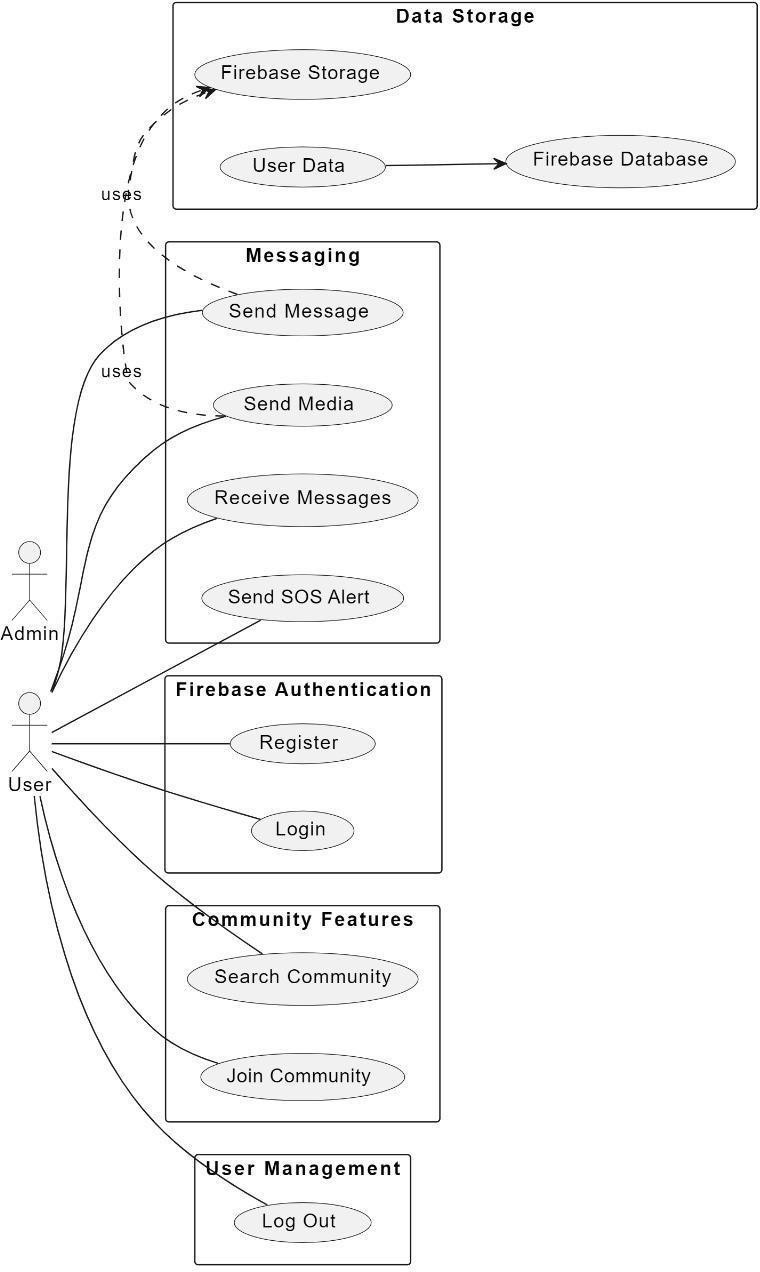 Data Storage
Firebase Storage
User Data
Firebase Database
uses
Messaging
Send Message
uses
Send Media
Receive Messages
Send SOS Alert
Admin
Firebase Authentication
Register
User
Login
Community Features
Search Community
Join Community
User Management
Log Out